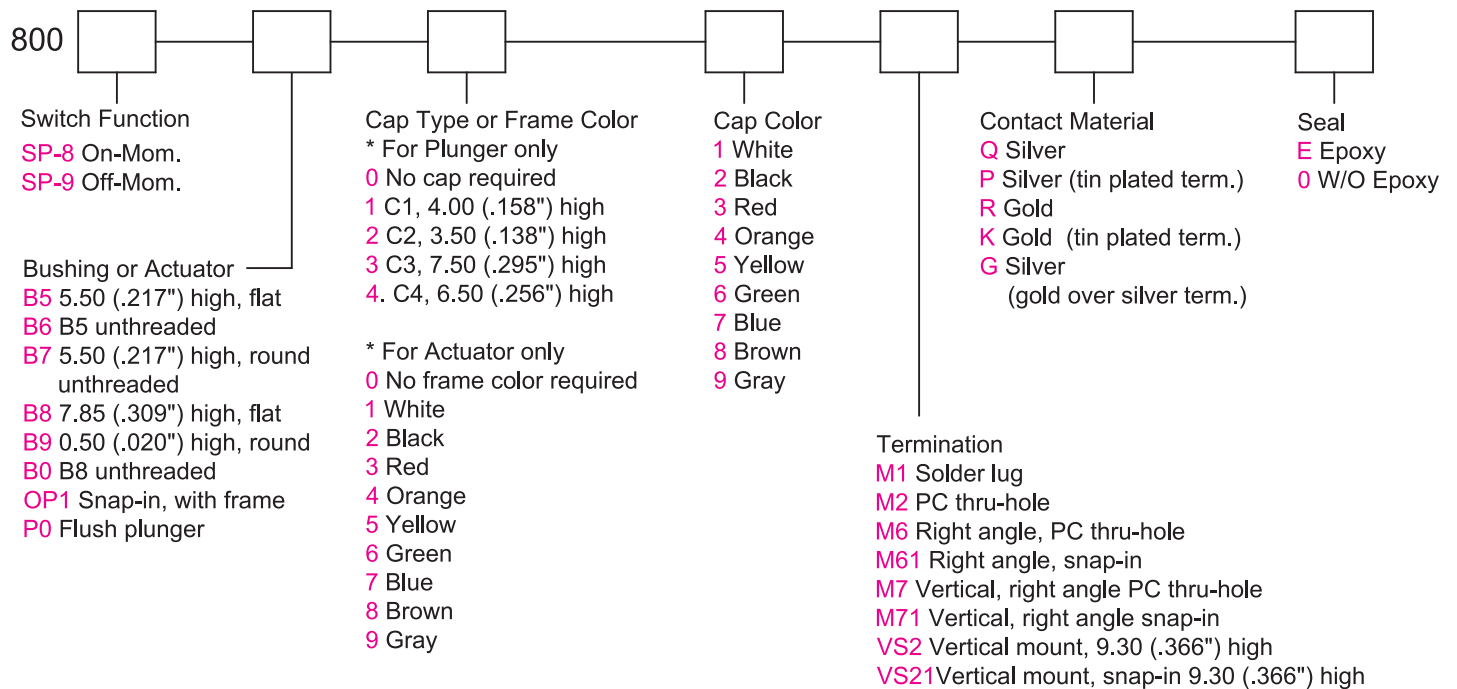 800
Switch Function
SP-8 On-Mom.
SP-9 Off-Mom.
Bushing or Actuator
B5 5.50 (.217") high, flat
B6 B5 unthreaded
B7 5.50 (.217") high, round
unthreaded
B8 7.85 (.309") high, flat
B9 0.50 (.020") high, round
B0 B8 unthreaded
OP1 Snap-in, with frame
P0 Flush plunger
Cap Type or Frame Color
* For Plunger only
0 No cap required
1 C1, 4.00 (.158") high
2 C2, 3.50 (.138") high
3 C3, 7.50 (.295") high
4. C4, 6.50 (.256") high
* For Actuator only
0 No frame color required
1 White
2 Black
3 Red
4 Orange
5 Yellow
6 Green
7 Blue
8 Brown
9 Gray
Cap Color
1 White
2 Black
3 Red
4 Orange
5 Yellow
6 Green
7 Blue
8 Brown
9 Gray
Termination
M1 Solder lug
M2 PC thru-hole
M6 Right angle, PC thru-hole
M61 Right angle, snap-in
M7 Vertical, right angle PC thru-hole
M71 Vertical, right angle snap-in
VS2 Vertical mount, 9.30 (.366") high
VS21Vertical mount, snap-in 9.30 (.366") high
Contact Material
Q Silver
P Silver (tin plated term.)
R Gold
K Gold (tin plated term.)
G Silver
(gold over silver term.)
Seal
E Epoxy
0 W/O Epoxy